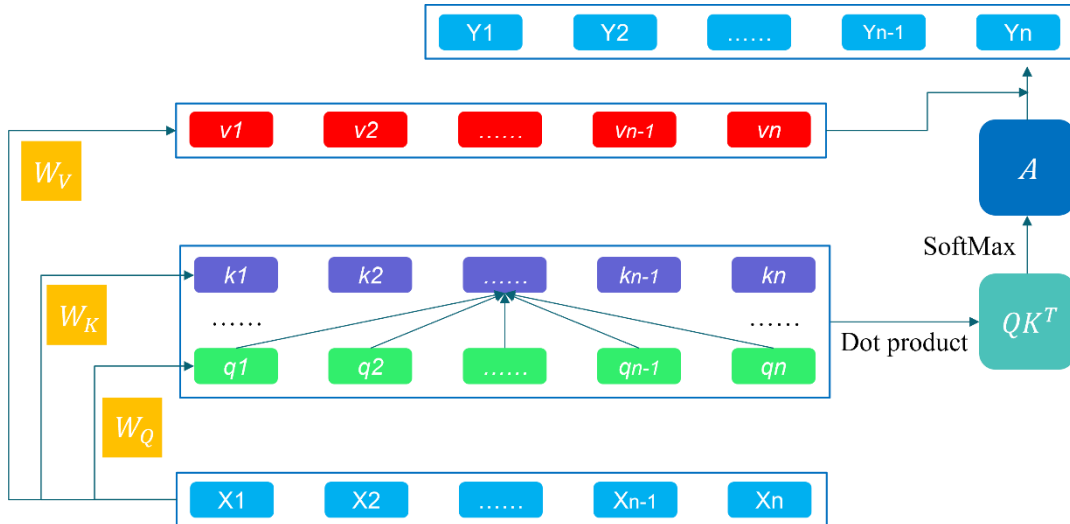 Y1 Y2 …… Yn-1 Yn
v1 v2 …… vn-1 vn
W_V
A
SoftMax
k1 k2 …… kn-1 kn
W_K
…… ……
QK^T
Dot product
q1 q2 …… qn-1 qn
W_Q
X1 X2 …… Xn-1 Xn